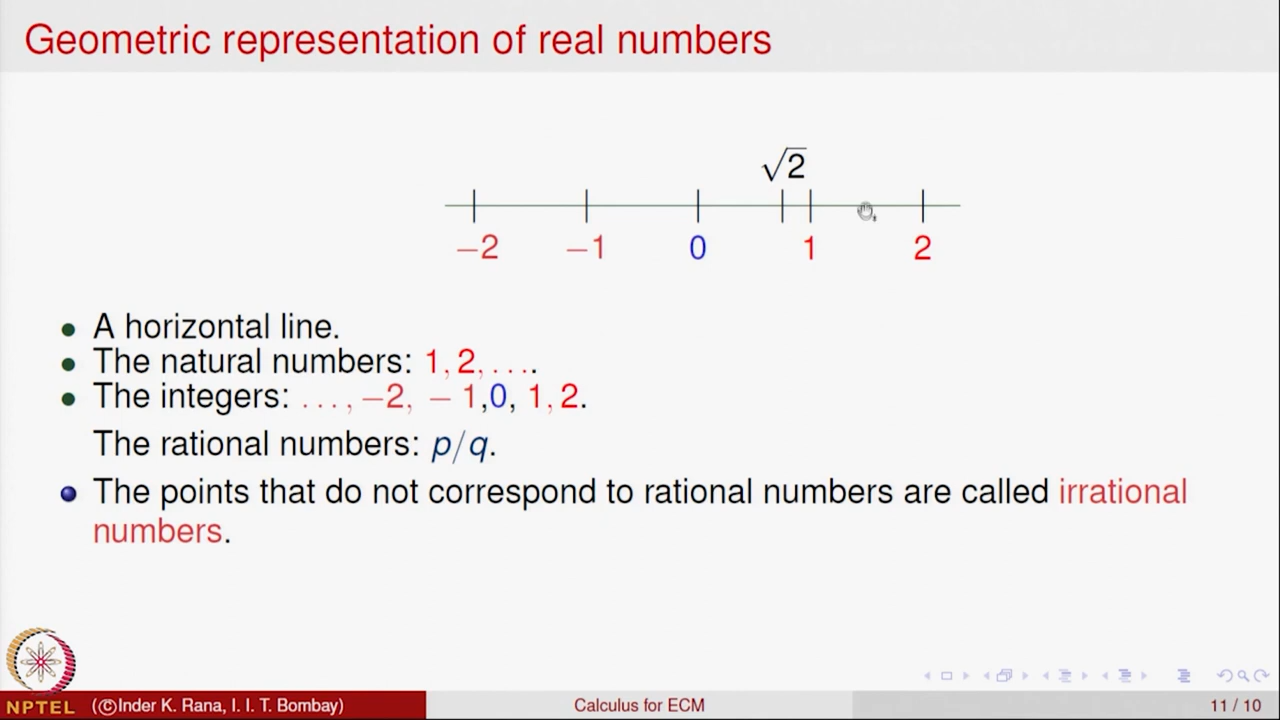 Geometric representation of real numbers
√2
−2 −1 0 1 2
• A horizontal line.
• The natural numbers: 1, 2, . . ..
• The integers: . . . , −2, − 1,0, 1, 2.
The rational numbers: p/q.
• The points that do not correspond to rational numbers are called irrational
numbers.
NPTEL (©Inder K. Rana, I. I. T. Bombay) Calculus for ECM 11 / 10